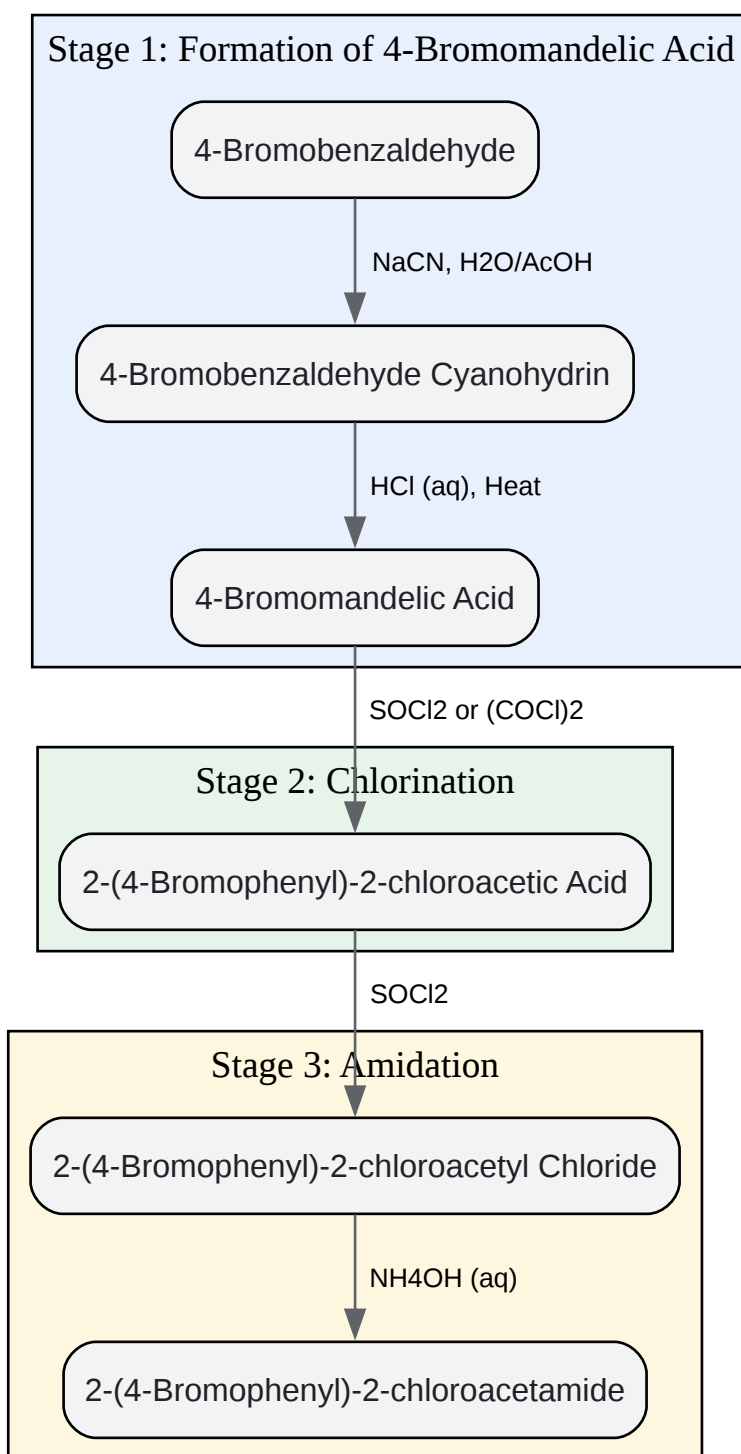 Stage 1: Formation of 4-Bromomandelic Acid
4-Bromobenzaldehyde
NaCN, H2O/AcOH
4-Bromobenzaldehyde Cyanohydrin
HCl (aq), Heat
4-Bromomandelic Acid
SOCl2 or (COCl)2
Stage 2: Chlorination
2-(4-Bromophenyl)-2-chloroacetic Acid
SOCl2
Stage 3: Amidation
2-(4-Bromophenyl)-2-chloroacetyl Chloride
NH4OH (aq)
2-(4-Bromophenyl)-2-chloroacetamide